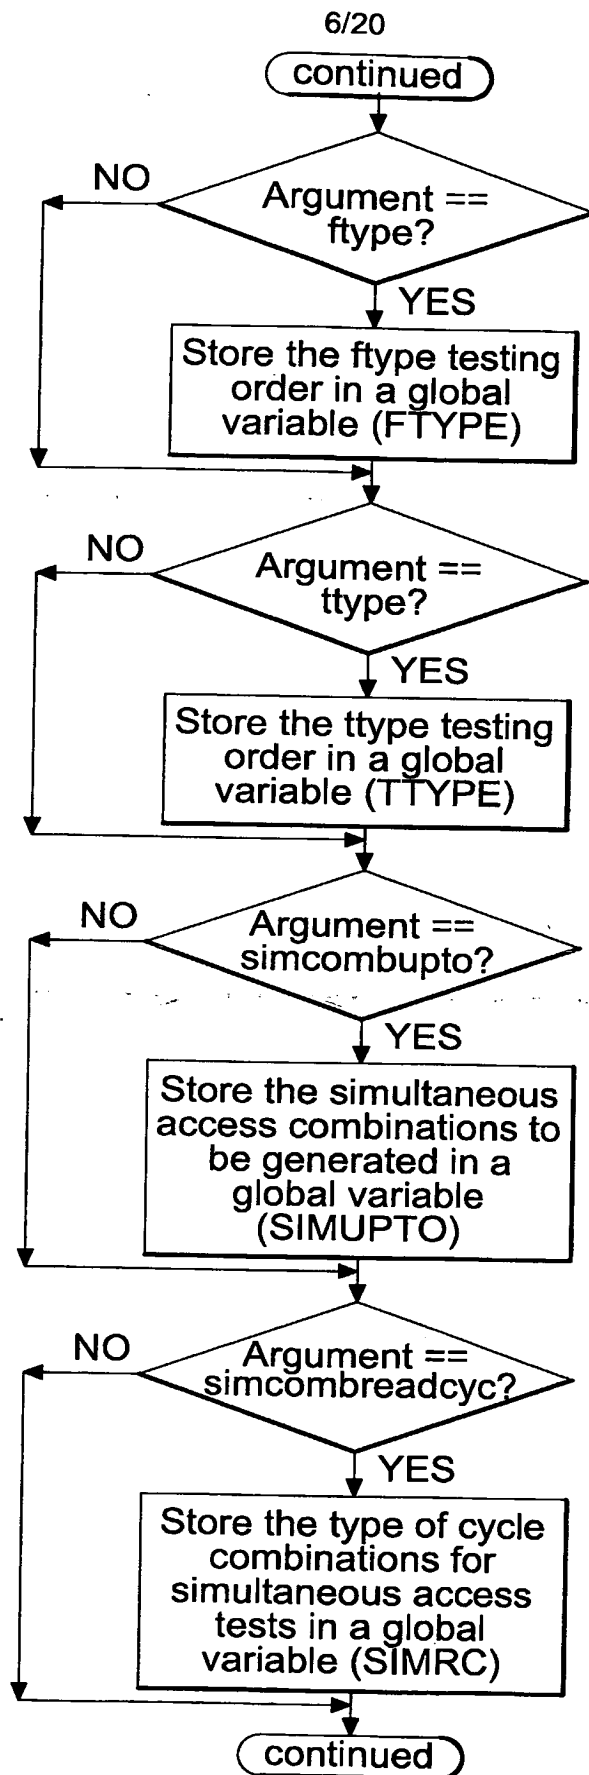 6/20
continued
NO
Argument ==
ftype?
YES
Store the ftype testing
order in a global
variable (FTYPE)
NO
Argument ==
ttype?
YES
Store the ttype testing
order in a global
variable (TTYPE)
NO
Argument ==
simcombupto?
YES
Store the simultaneous
access combinations to
be generated in a
global variable
(SIMUPTO)
NO
Argument ==
simcombreadcyc?
YES
Store the type of cycle
combinations for
simultaneous access
tests in a global
variable (SIMRC)
continued